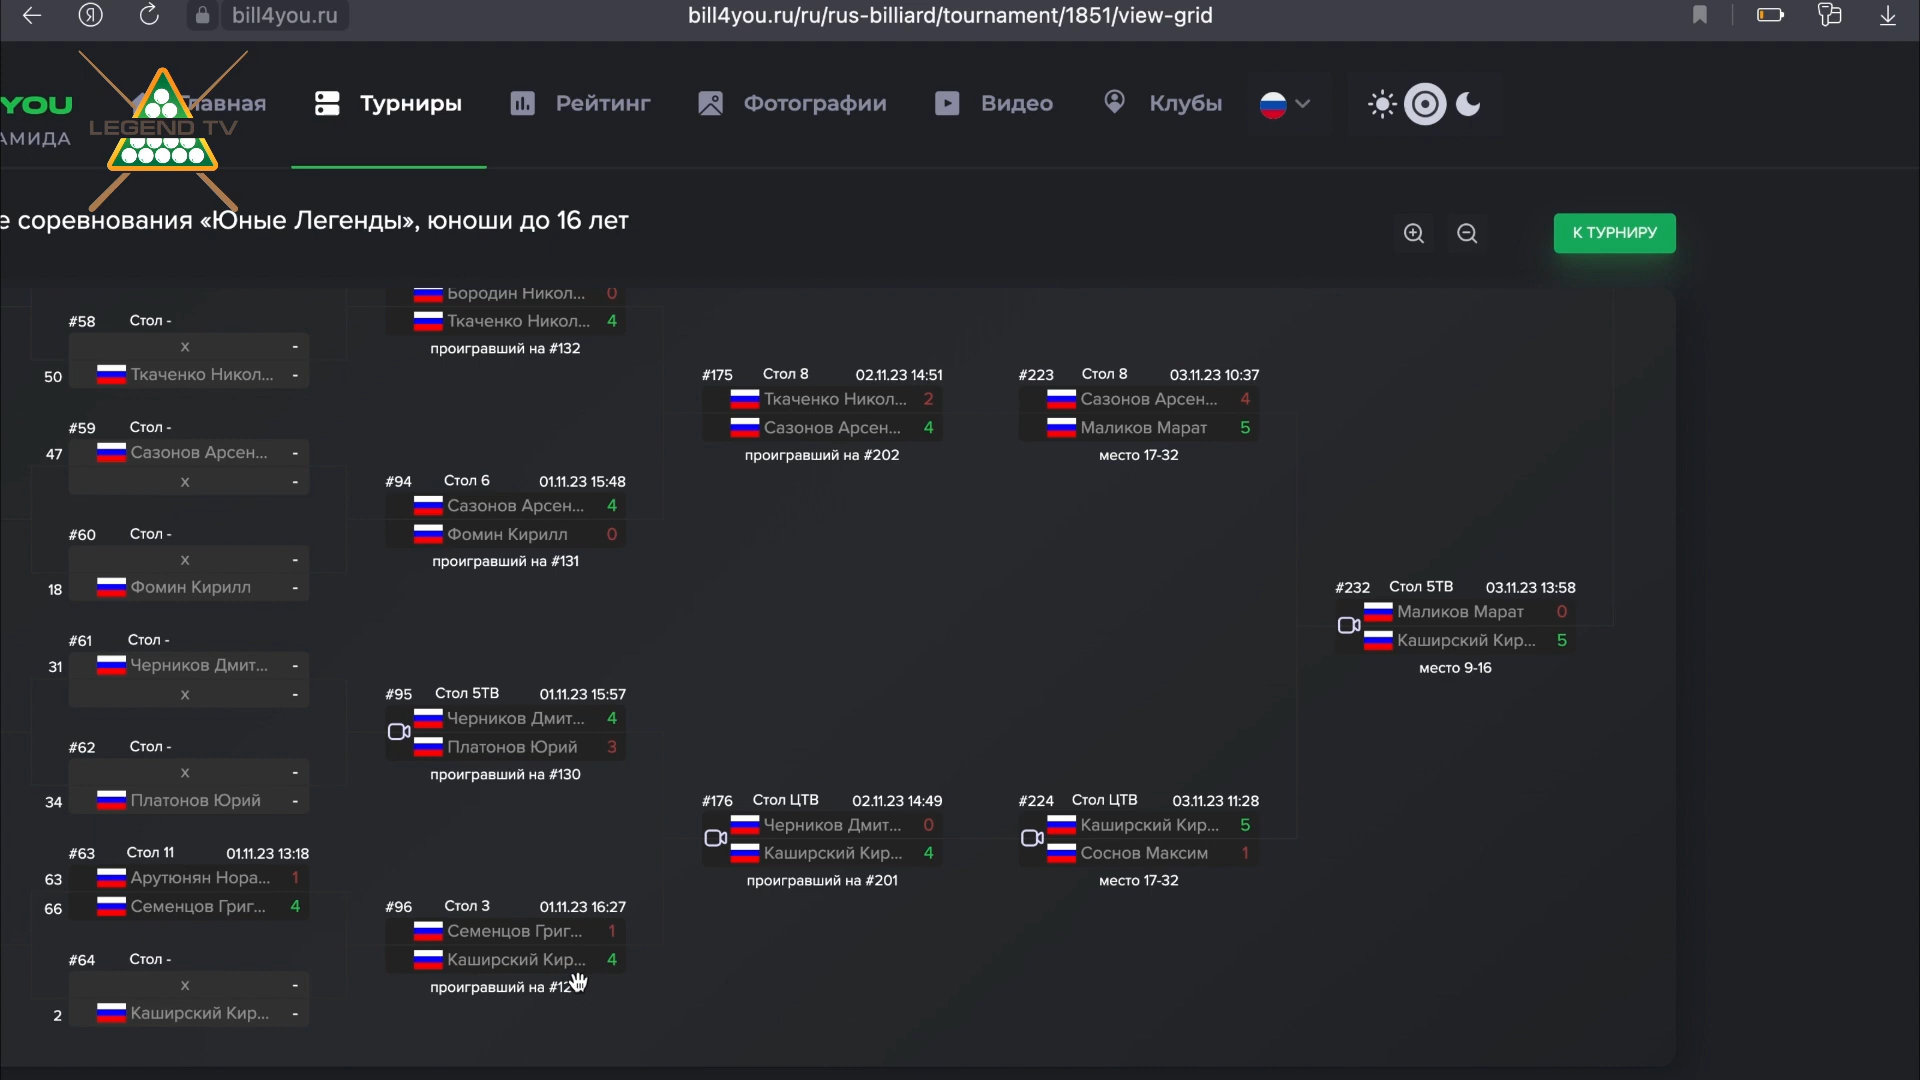 bill4you.ru
bill4you.ru/ru/rus-billiard/tournament/1851/view-grid
YOU
АМИДА
LEGEND TV
Главная
Турниры
Рейтинг
Фотографии
Видео
Клубы
е соревнования «Юные Легенды», юноши до 16 лет
К ТУРНИРУ
#58 Стол -
x -
50 Ткаченко Никол... -
#59 Стол -
47 Сазонов Арсен... -
x -
#60 Стол -
x -
18 Фомин Кирилл -
#61 Стол -
31 Черников Дмит... -
x -
#62 Стол -
x -
34 Платонов Юрий -
#63 Стол 11 01.11.23 13:18
63 Арутюнян Нора... 1
66 Семенцов Григ... 4
#64 Стол -
x -
2 Каширский Кир... -
Бородин Никол... 0
Ткаченко Никол... 4
проигравший на #132
#94 Стол 6 01.11.23 15:48
Сазонов Арсен... 4
Фомин Кирилл 0
проигравший на #131
#95 Стол 5ТВ 01.11.23 15:57
Черников Дмит... 4
Платонов Юрий 3
проигравший на #130
#96 Стол 3 01.11.23 16:27
Семенцов Григ... 1
Каширский Кир... 4
проигравший на
#175 Стол 8 02.11.23 14:51
Ткаченко Никол... 2
Сазонов Арсен... 4
проигравший на #202
#176 Стол ЦТВ 02.11.23 14:49
Черников Дмит... 0
Каширский Кир... 4
проигравший на #201
#223 Стол 8 03.11.23 10:37
Сазонов Арсен... 4
Маликов Марат 5
место 17-32
#224 Стол ЦТВ 03.11.23 11:28
Каширский Кир... 5
Соснов Максим 1
место 17-32
#232 Стол 5ТВ 03.11.23 13:58
Маликов Марат 0
Каширский Кир... 5
место 9-16